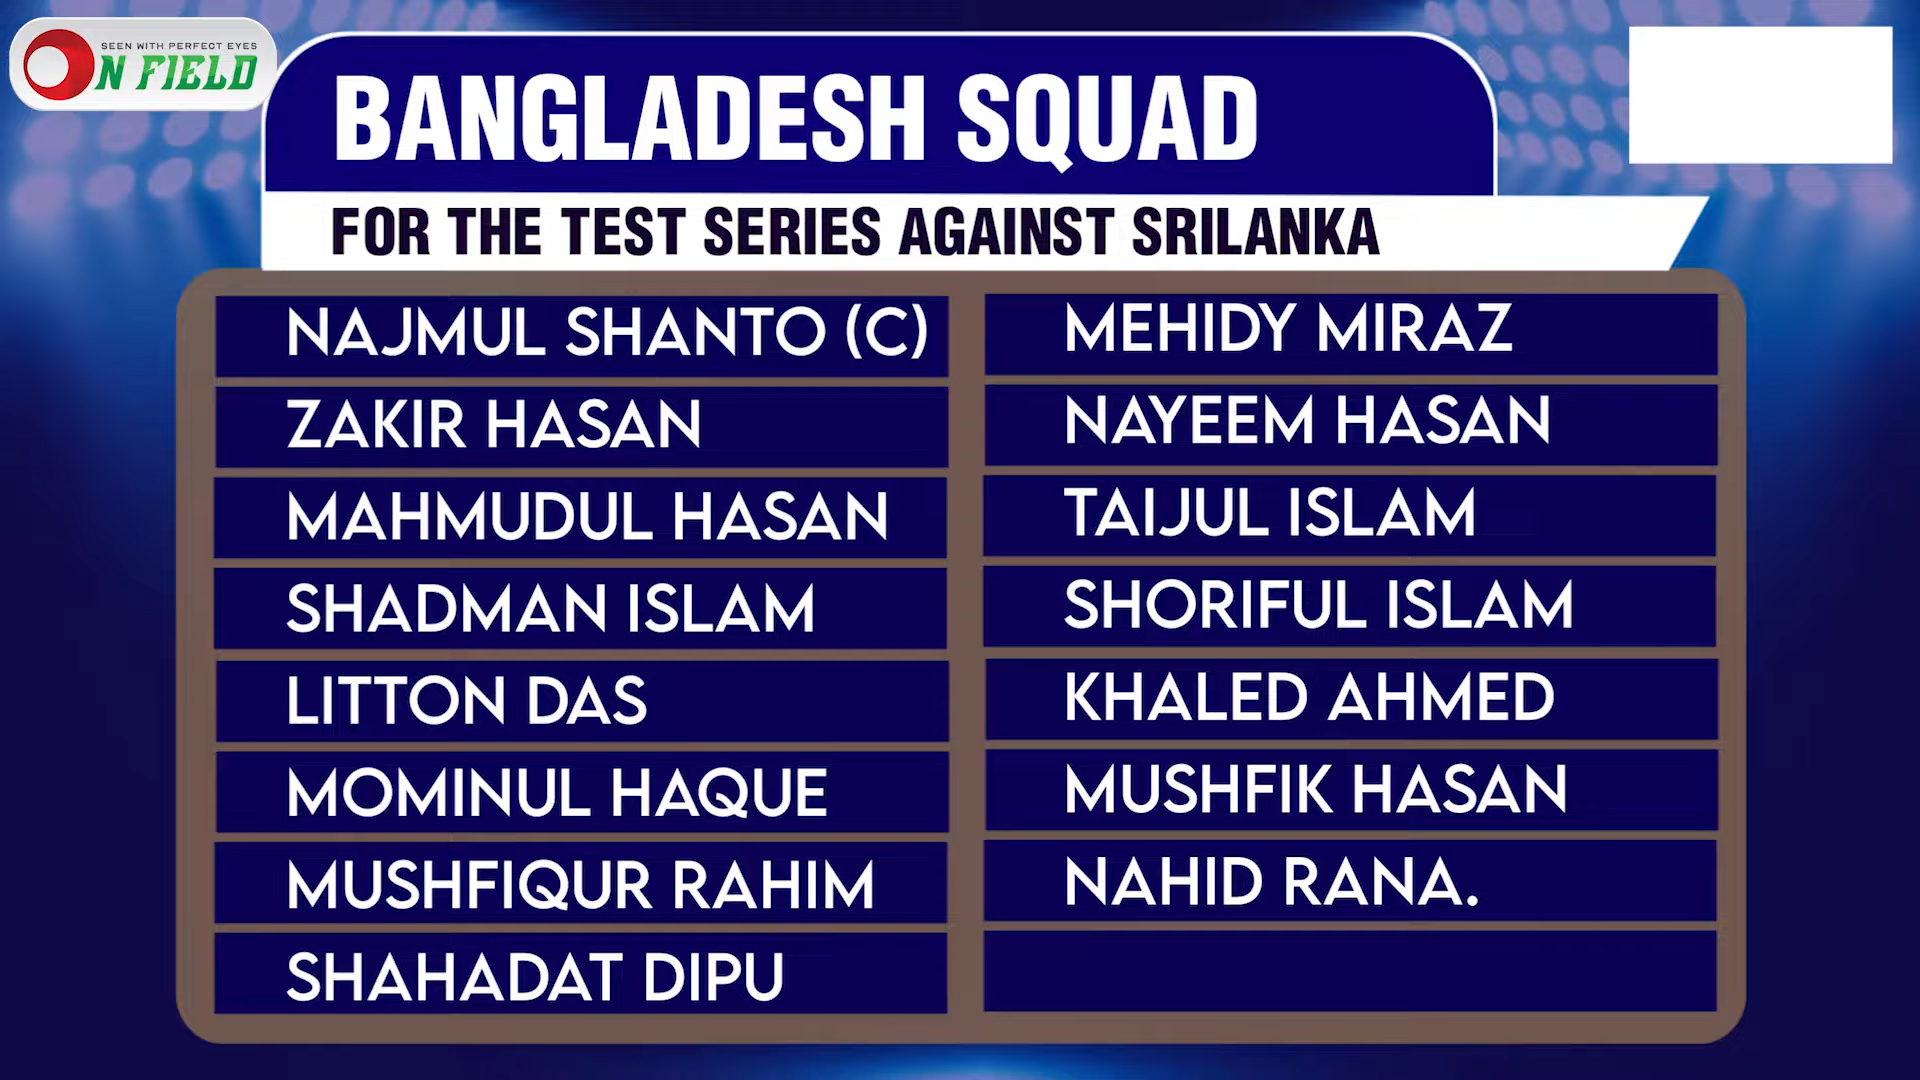 SEEN WITH PERFECT EYES
ON FIELD
BANGLADESH SQUAD
FOR THE TEST SERIES AGAINST SRILANKA
NAJMUL SHANTO (C)
ZAKIR HASAN
MAHMUDUL HASAN
SHADMAN ISLAM
LITTON DAS
MOMINUL HAQUE
MUSHFIQUR RAHIM
SHAHADAT DIPU
MEHIDY MIRAZ
NAYEEM HASAN
TAIJUL ISLAM
SHORIFUL ISLAM
KHALED AHMED
MUSHFIK HASAN
NAHID RANA.